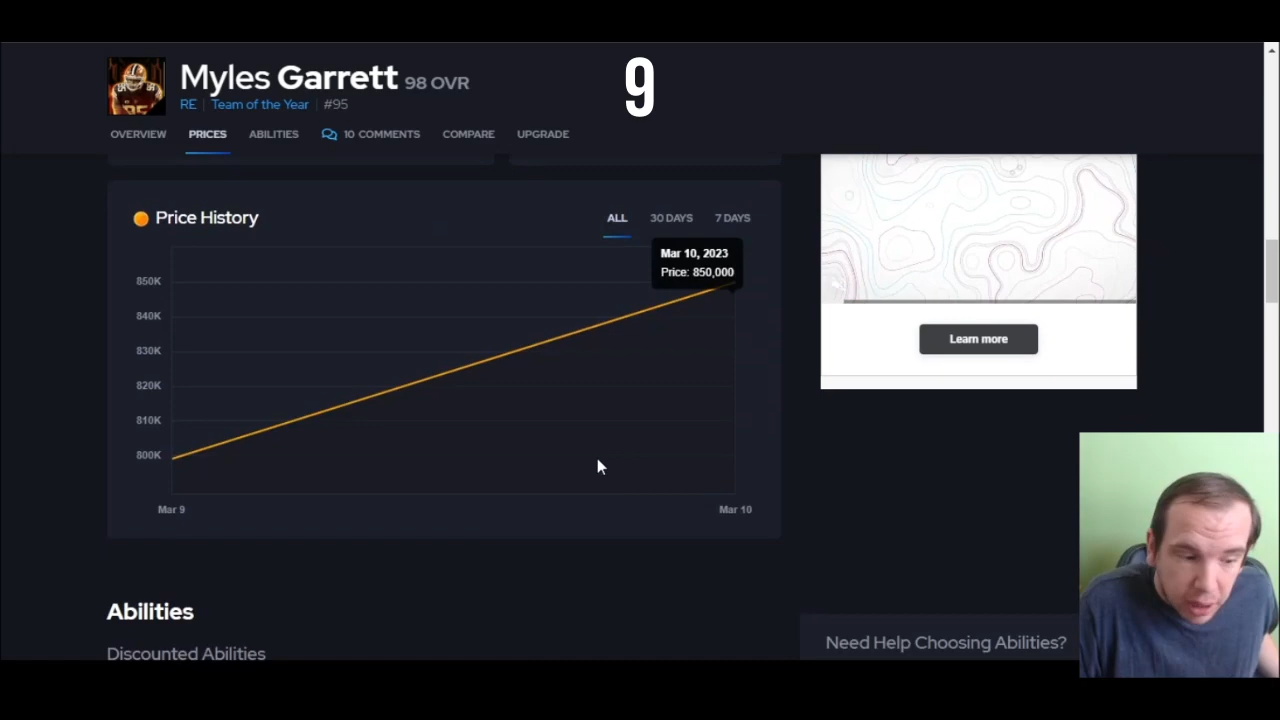 9
Myles Garrett 98 OVR
RE Team of the Year #95
OVERVIEW PRICES ABILITIES 10 COMMENTS COMPARE UPGRADE
Price History
ALL 30 DAYS 7 DAYS
Mar 10, 2023
Price: 850,000
850K
840K
830K
820K
810K
800K
Mar 9 Mar 10
Learn more
Abilities
Discounted Abilities
Need Help Choosing Abilities?